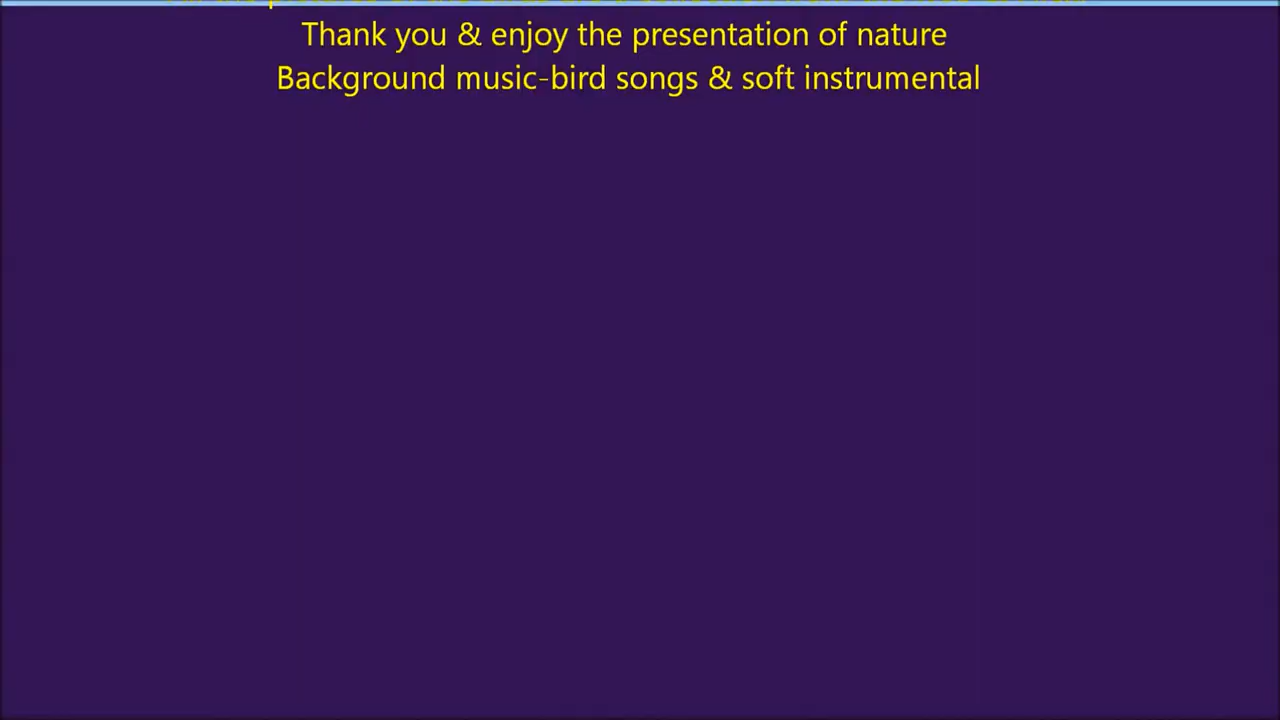 Thank you & enjoy the presentation of nature
Background music-bird songs & soft instrumental